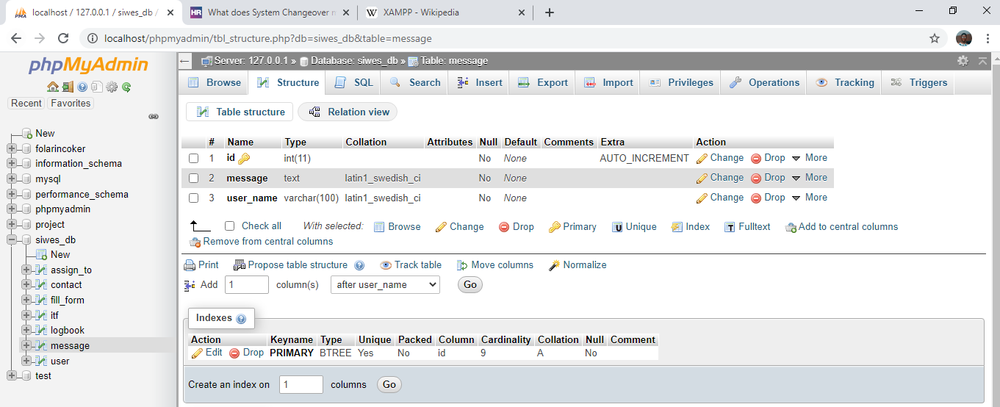 localhost / 127.0.0.1 / siwes_db / What does System Changeover m XAMPP - Wikipedia
localhost/phpmyadmin/tbl_structure.php?db=siwes_db&table=message
phpMyAdmin
Recent Favorites
New
folarincoker
information_schema
mysql
performance_schema
phpmyadmin
project
siwes_db
New
assign_to
contact
fill_form
itf
logbook
message
user
test
Server: 127.0.0.1 » Database: siwes_db » Table: message
Browse Structure SQL Search Insert Export Import Privileges Operations Tracking Triggers
Table structure Relation view
# Name Type Collation Attributes Null Default Comments Extra Action
1 id int(11) No None AUTO_INCREMENT Change Drop More
2 message text latin1_swedish_ci No None Change Drop More
3 user_name varchar(100) latin1_swedish_ci No None Change Drop More
Check all With selected: Browse Change Drop Primary Unique Index Fulltext Add to central columns
Remove from central columns
Print Propose table structure Track table Move columns Normalize
Add 1 column(s) after user_name Go
Indexes
Action Keyname Type Unique Packed Column Cardinality Collation Null Comment
Edit Drop PRIMARY BTREE Yes No id 9 A No
Create an index on 1 columns Go